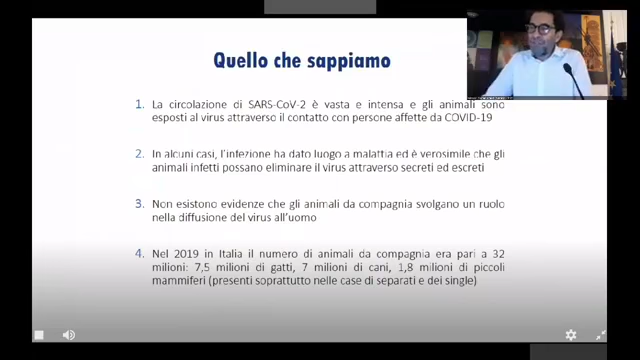 Quello che sappiamo
1. La circolazione di SARS-CoV-2 è vasta e intensa e gli animali sono
esposti al virus attraverso il contatto con persone affette da COVID-19
2. In alcuni casi, l'infezione ha dato luogo a malattia ed è verosimile che gli
animali infetti possano eliminare il virus attraverso secreti ed escreti
3. Non esistono evidenze che gli animali da compagnia svolgano un ruolo
nella diffusione del virus all'uomo
4. Nel 2019 in Italia il numero di animali da compagnia era pari a 32
milioni: 7,5 milioni di gatti, 7 milioni di cani, 1,8 milioni di piccoli
mammiferi (presenti soprattutto nelle case di separati e dei single)